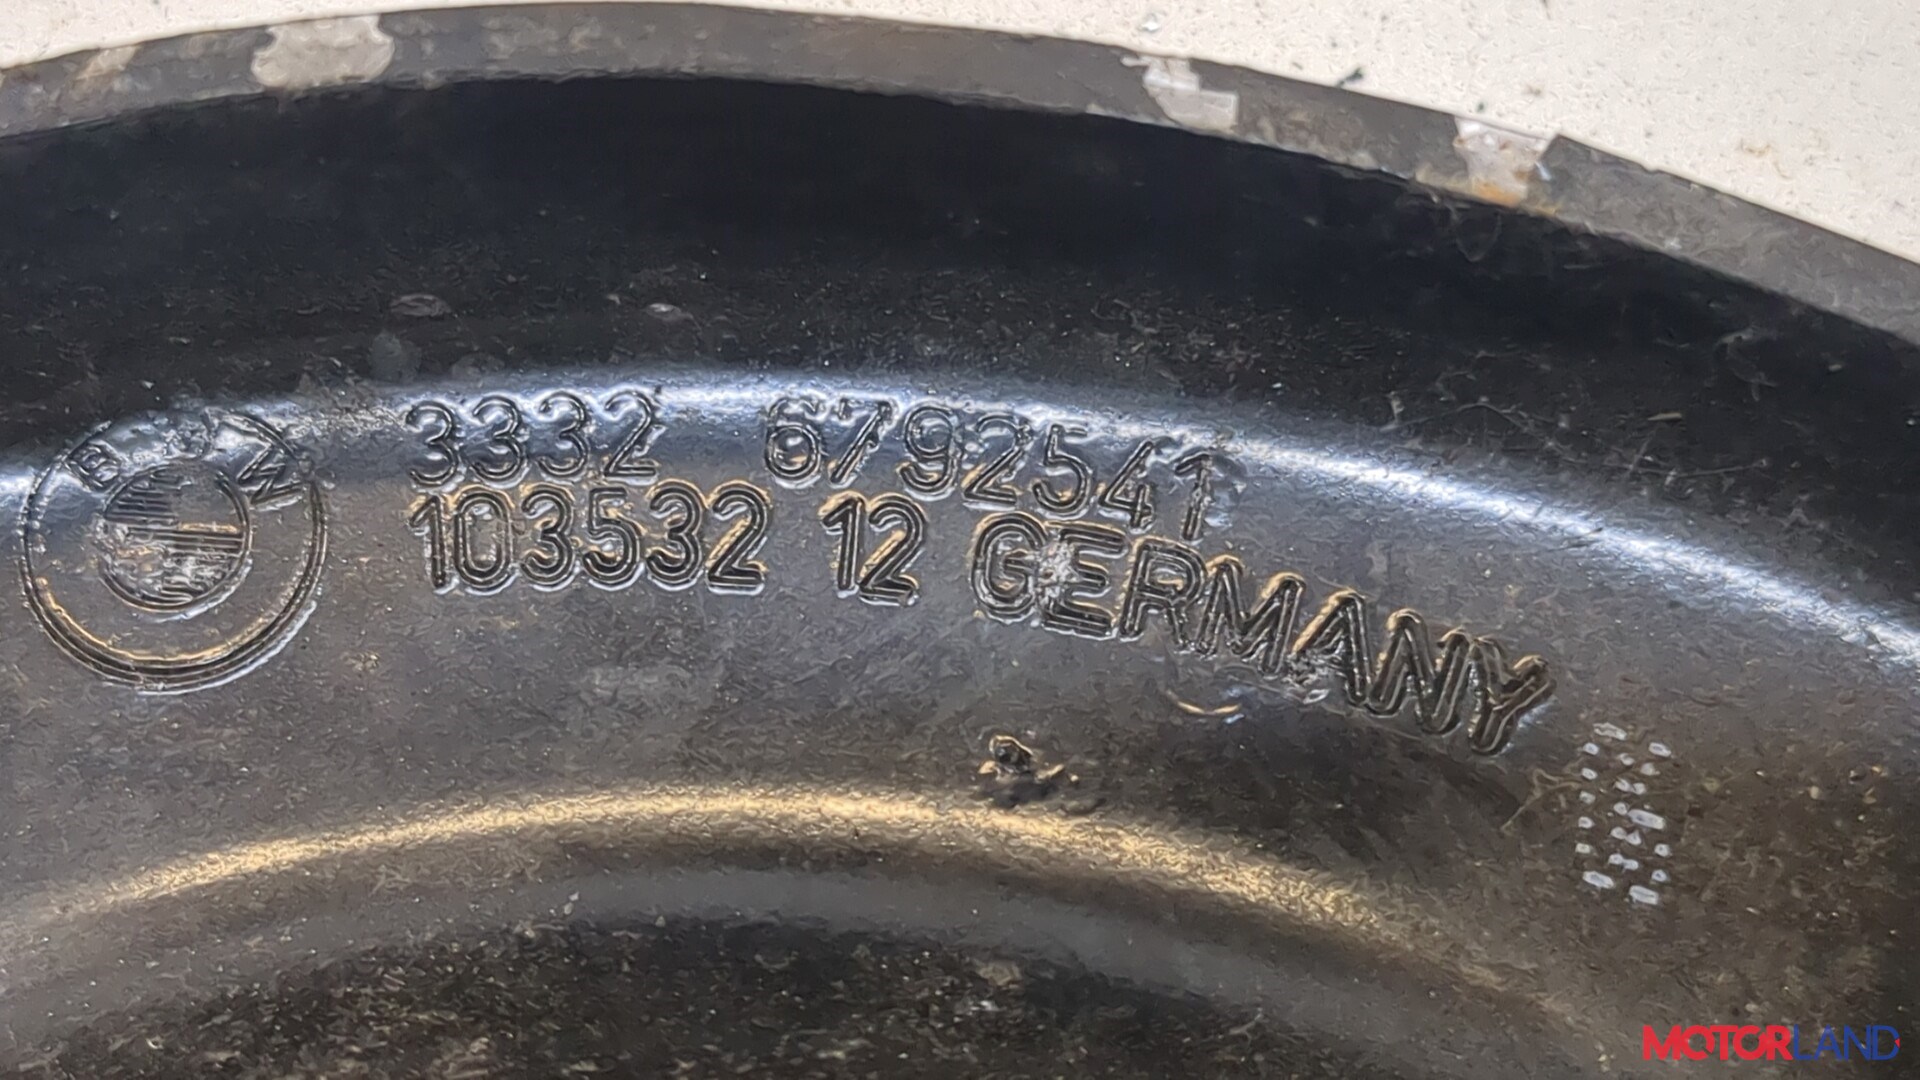 BMW
3332 6792541
103532 12 GERMANY
MOTORLAND